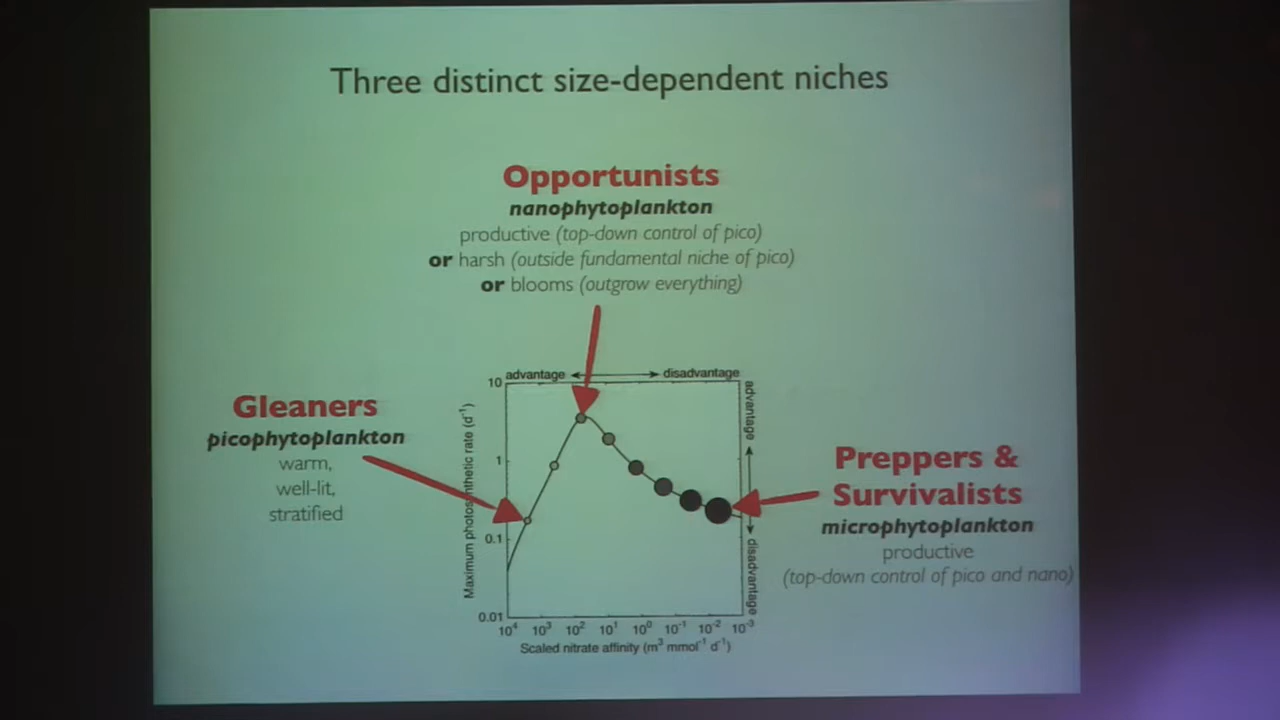 Three distinct size-dependent niches
Opportunists
nanophytoplankton
productive (top-down control of pico)
or harsh (outside fundamental niche of pico)
or blooms (outgrow everything)
Gleaners
picophytoplankton
warm,
well-lit,
stratified
Preppers &
Survivalists
microphytoplankton
productive
(top-down control of pico and nano)
advantage disadvantage
advantage
disadvantage
Maximum photosynthetic rate (d⁻¹)
10
1
0.1
0.01
10⁴ 10³ 10² 10¹ 10⁰ 10⁻¹ 10⁻² 10⁻³
Scaled nitrate affinity (m³ mmol⁻¹ d⁻¹)